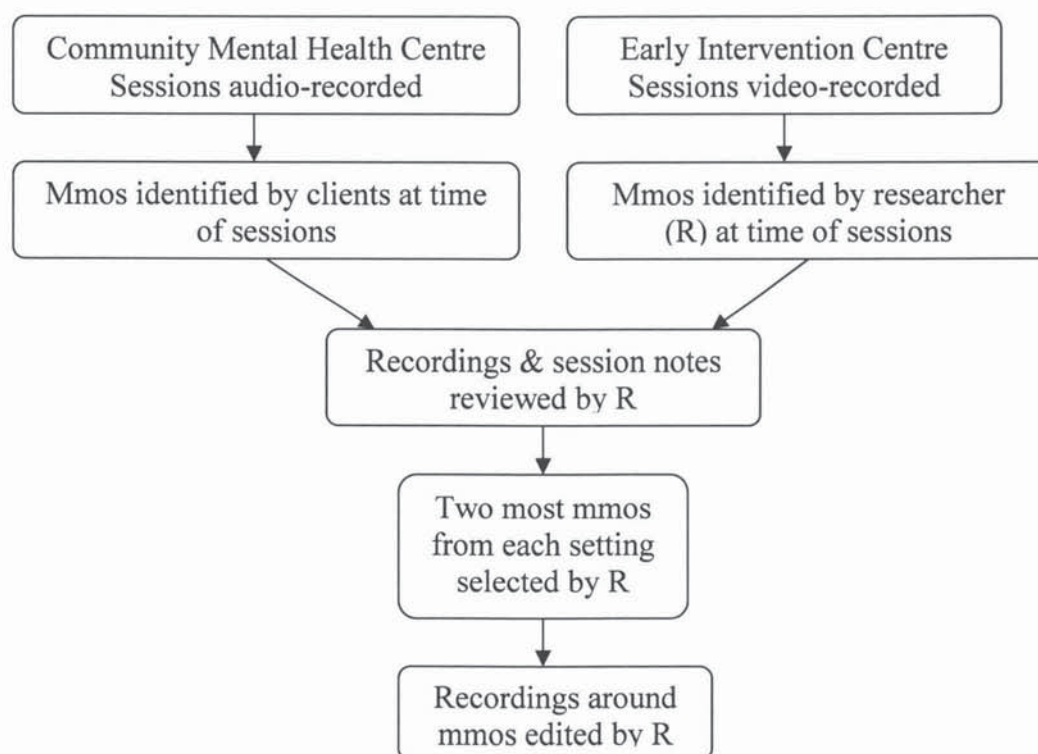 Community Mental Health Centre
Sessions audio-recorded
Early Intervention Centre
Sessions video-recorded
Mmos identified by clients at time
of sessions
Mmos identified by researcher
(R) at time of sessions
Recordings & session notes
reviewed by R
Two most mmos
from each setting
selected by R
Recordings around
mmos edited by R